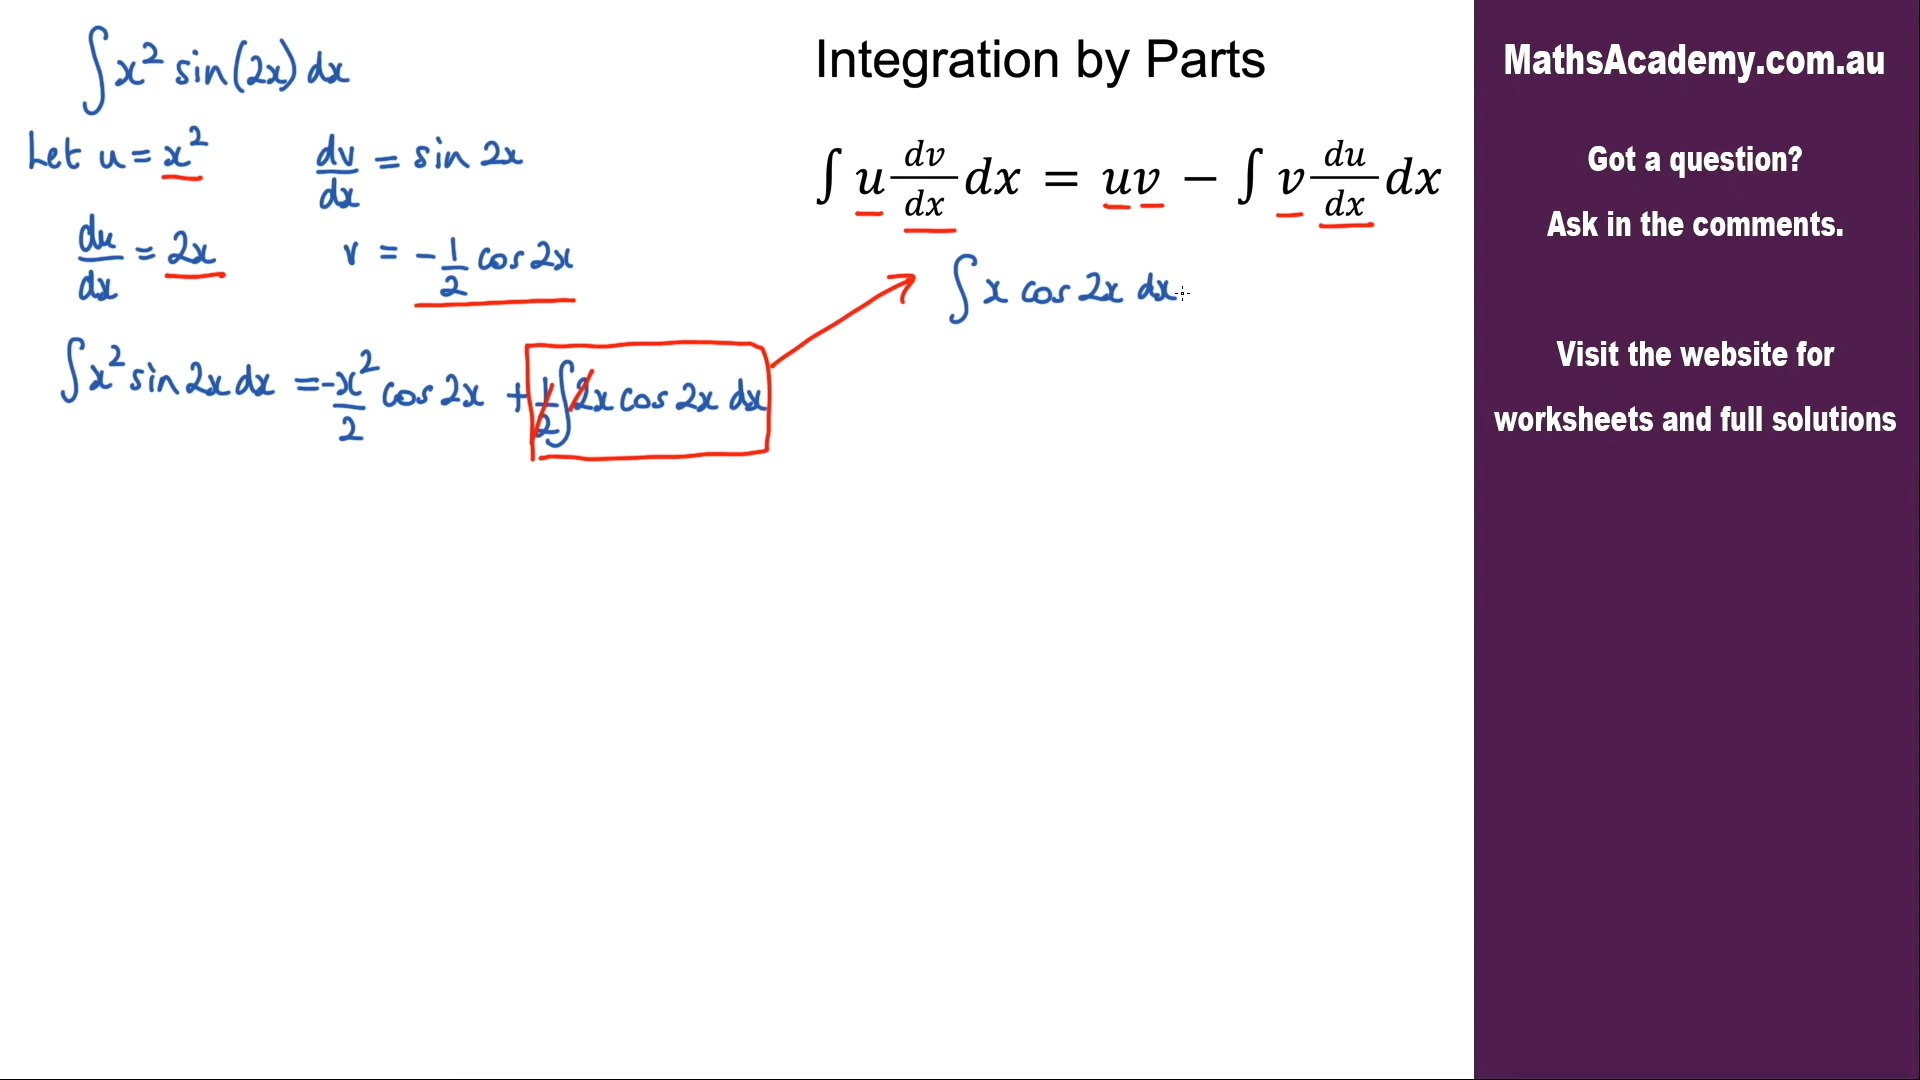 ∫x² sin(2x) dx
Let u = x²    dv/dx = sin 2x
du/dx = 2x    v = -1/2 cos 2x
∫x² sin 2x dx = -x²/2 cos 2x + 1/2 ∫2x cos 2x dx
Integration by Parts
∫ u dv/dx dx = uv − ∫ v du/dx dx
∫x cos 2x dx
MathsAcademy.com.au
Got a question?
Ask in the comments.
Visit the website for
worksheets and full solutions